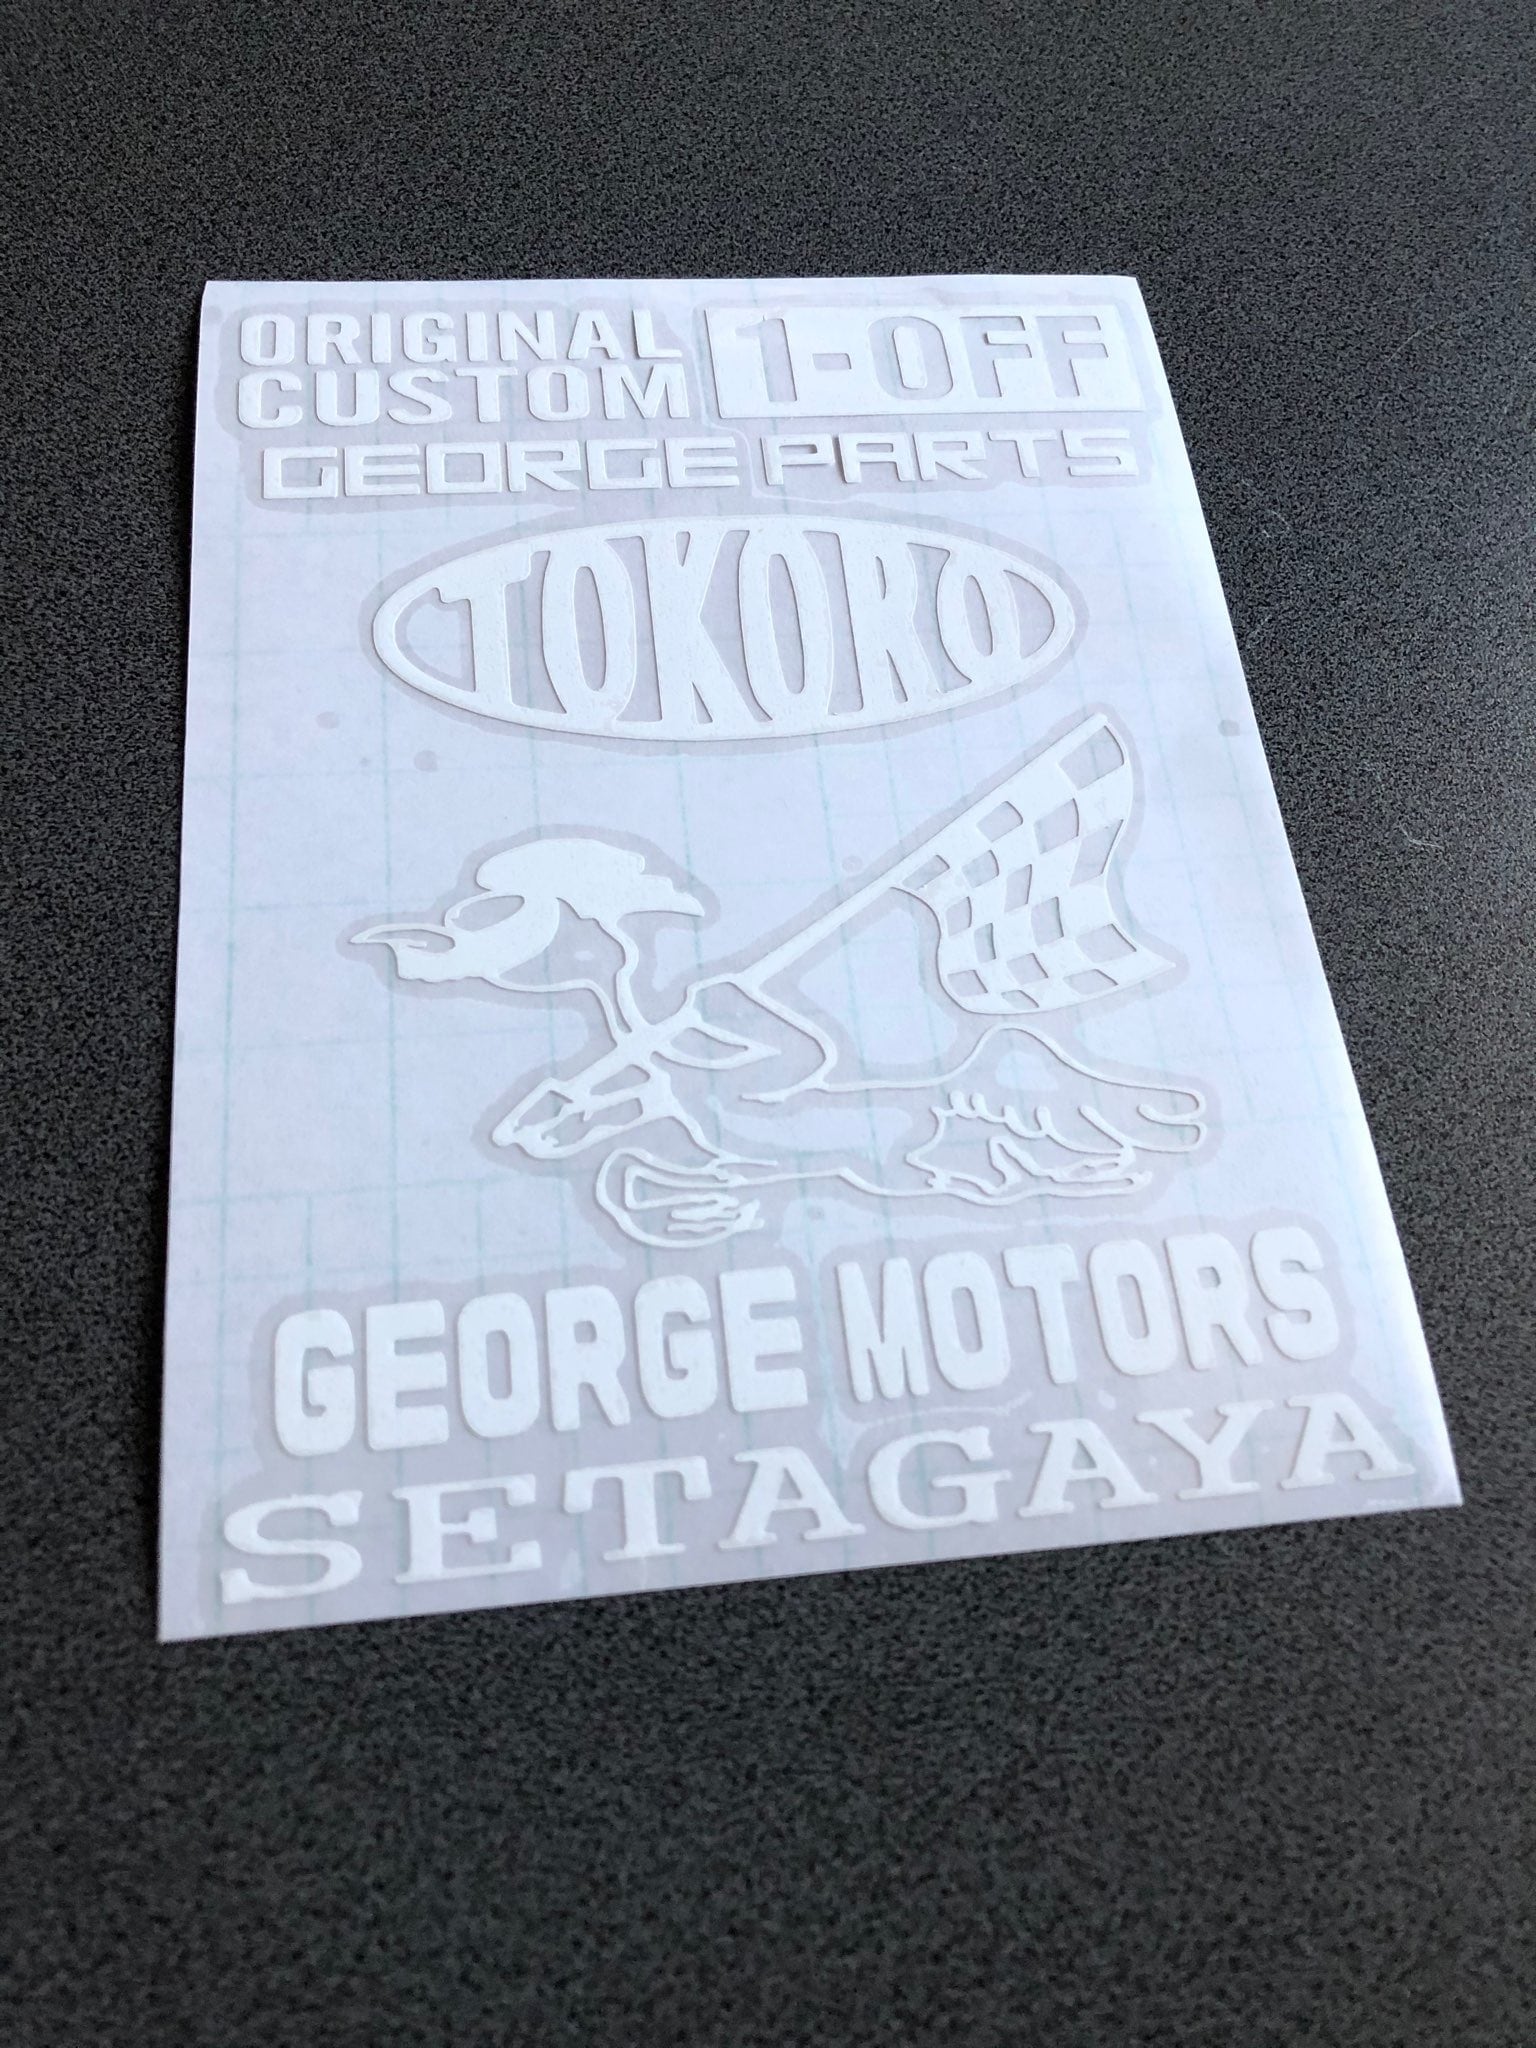 ORIGINAL 1-OFF
CUSTOM
GEORGE PARTS
TOKORO
GEORGE MOTORS
SETAGAYA